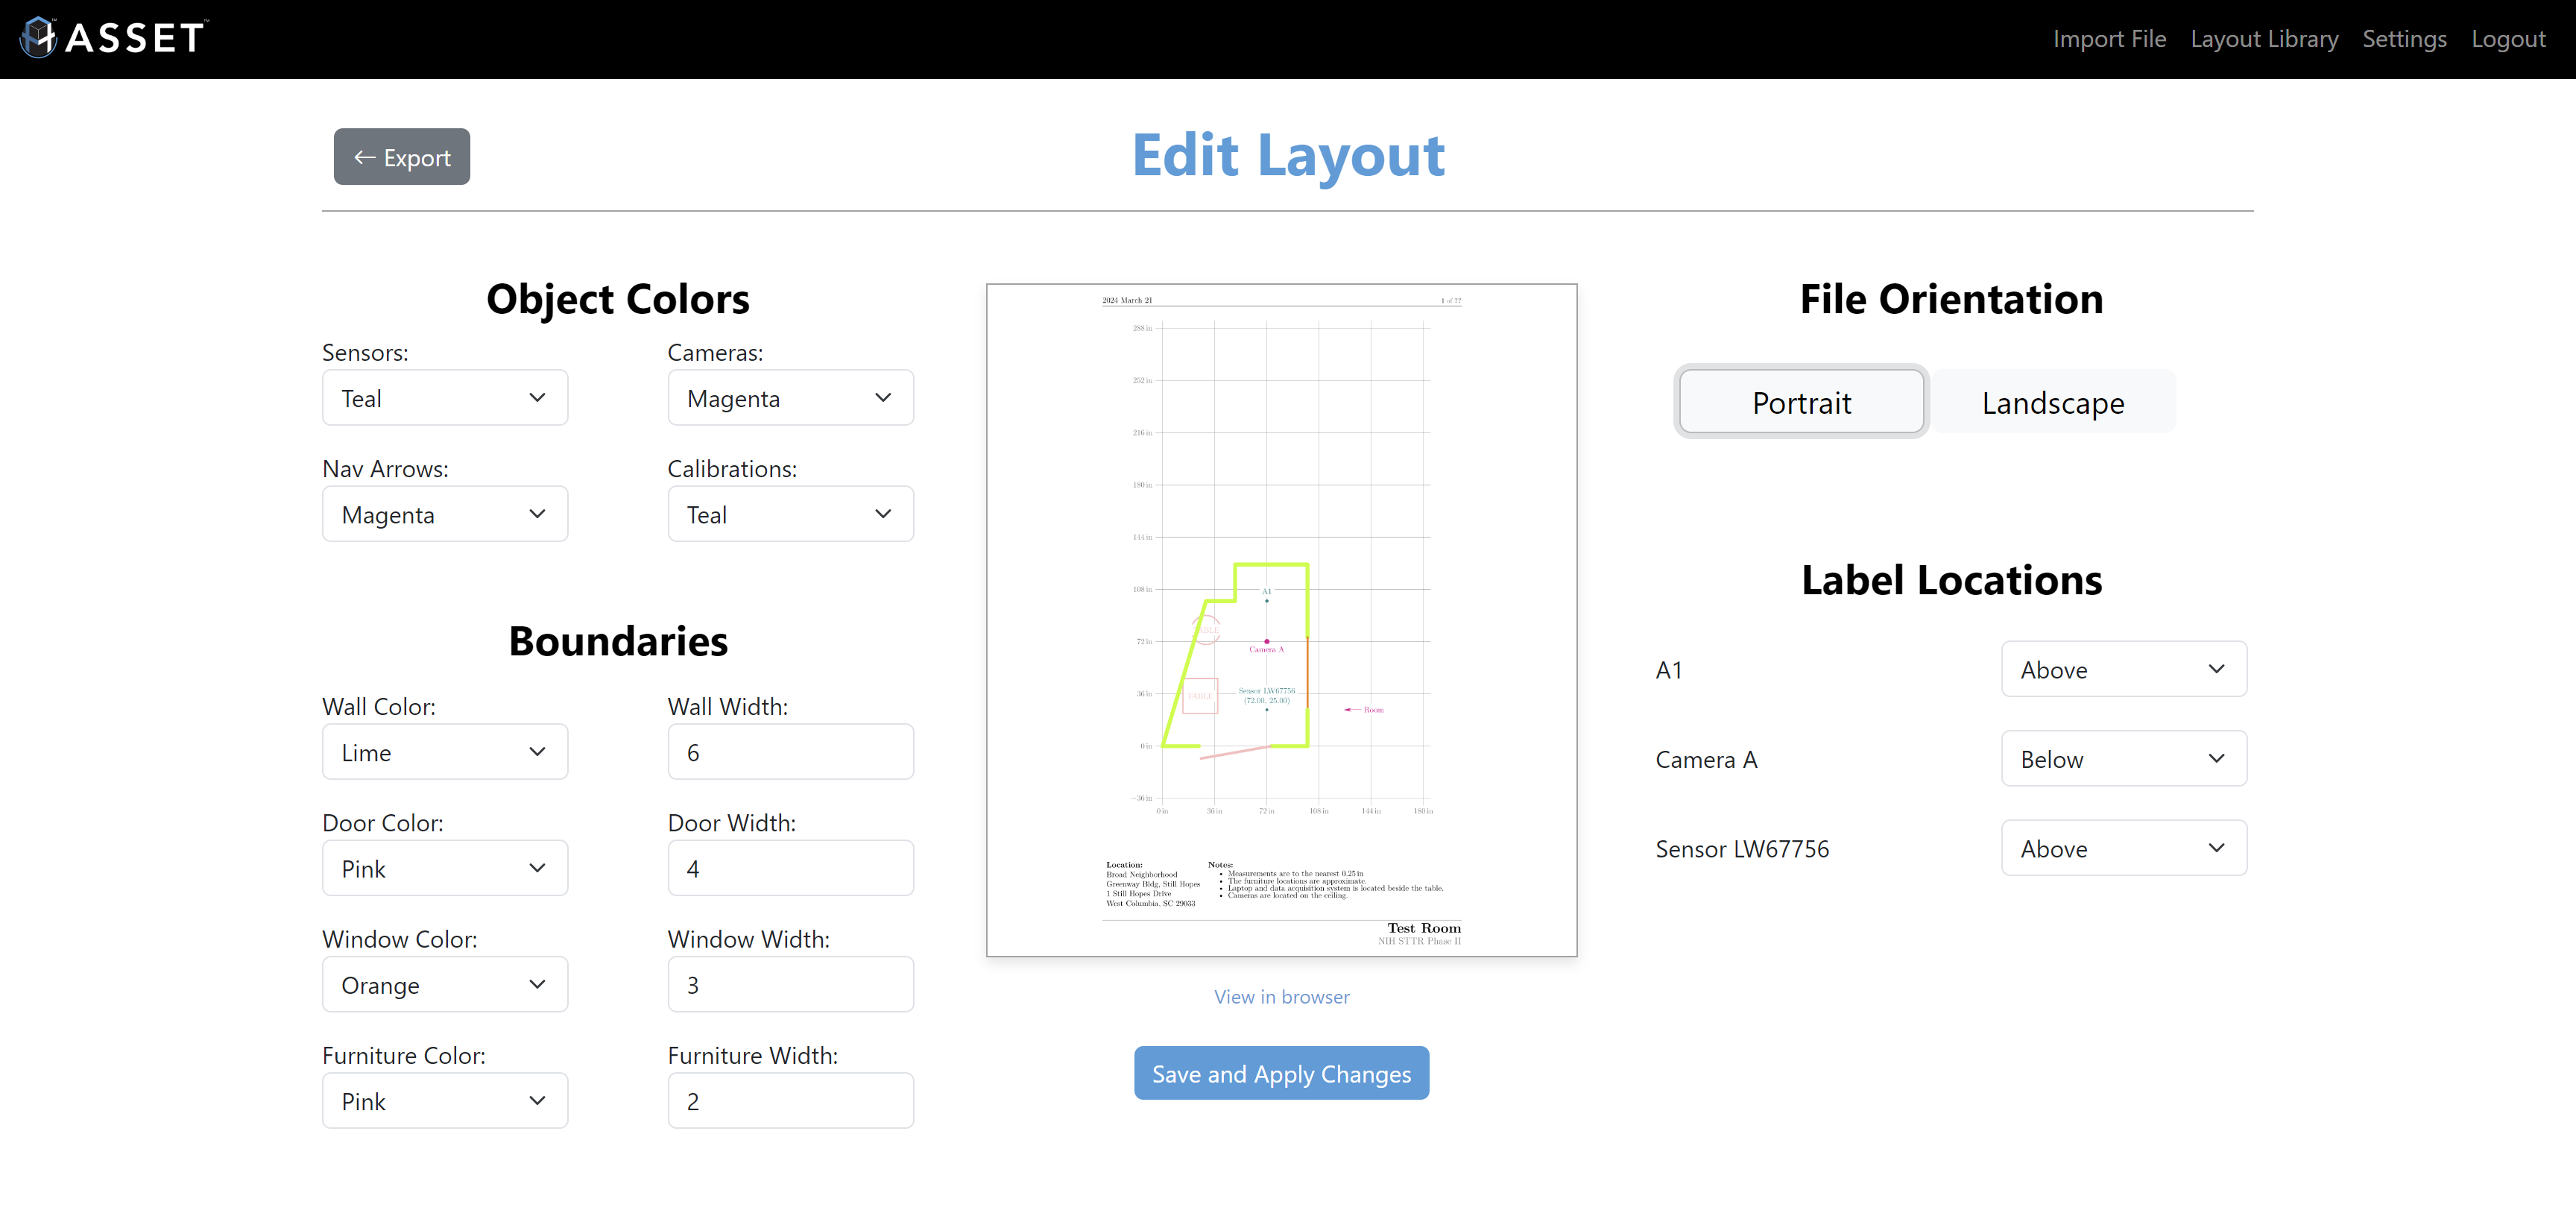 ASSET™
Import File
Layout Library
Settings
Logout
← Export
Edit Layout
Object Colors
Sensors:
Cameras:
Teal
Magenta
Nav Arrows:
Calibrations:
Magenta
Teal
Boundaries
Wall Color:
Wall Width:
Lime
6
Door Color:
Door Width:
Pink
4
Window Color:
Window Width:
Orange
3
Furniture Color:
Furniture Width:
Pink
2
2024 March 21
1 of ??
288 in
252 in
216 in
180 in
144 in
108 in
72 in
36 in
0 in
−36 in
0 in
36 in
72 in
108 in
144 in
180 in
A1
TABLE
Camera A
TABLE
Sensor LW67756
(72.00, 25.00)
Room
Location:
Broad Neighborhood
Greenway Bldg, Still Hopes
1 Still Hopes Drive
West Columbia, SC 29033
Notes:
• Measurements are to the nearest 0.25 in
• The furniture locations are approximate.
• Laptop and data acquisition system is located beside the table.
• Cameras are located on the ceiling.
Test Room
NIH STTR Phase II
View in browser
Save and Apply Changes
File Orientation
Portrait
Landscape
Label Locations
A1
Above
Camera A
Below
Sensor LW67756
Above